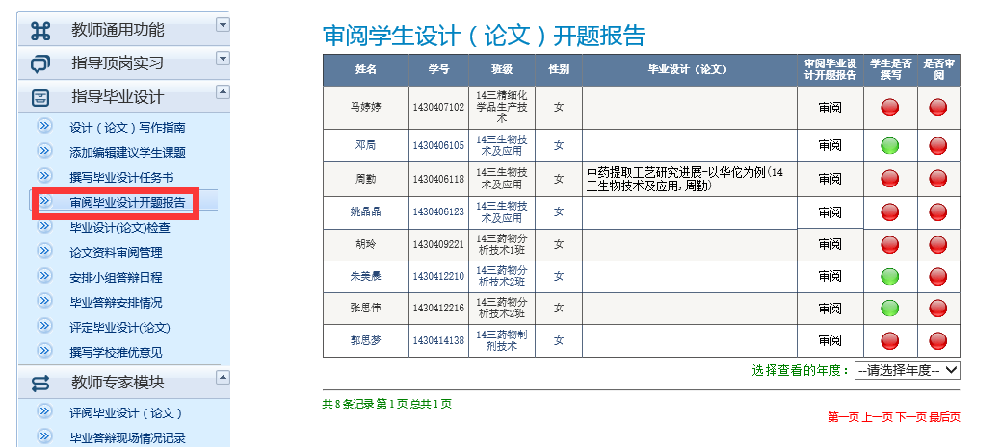 教师通用功能
指导顶岗实习
指导毕业设计
设计（论文）写作指南
添加编辑建议学生课题
撰写毕业设计任务书
审阅毕业设计开题报告
毕业设计(论文)检查
论文资料审阅管理
安排小组答辩日程
毕业答辩安排情况
评定毕业设计(论文)
撰写学校推优意见
教师专家模块
评阅毕业设计（论文）
毕业答辩现场情况记录
审阅学生设计（论文）开题报告
姓名 学号 班级 性别 毕业设计（论文） 审阅毕业设计开题报告 学生是否撰写 是否审阅
马婷婷 1430407102 14三精细化学品生产技术 女 审阅
邓局 1430406105 14三生物技术及应用 女 审阅
周勤 1430406118 14三生物技术及应用 女 中药提取工艺研究进展-以华佗为例(14三生物技术及应用,周勤) 审阅
姚晶晶 1430406123 14三生物技术及应用 女 审阅
胡玲 1430409221 14三药物分析技术1班 女 审阅
朱美晨 1430412210 14三药物分析技术2班 女 审阅
张思伟 1430412216 14三药物分析技术2班 女 审阅
郭思梦 1430414138 14三药物制剂技术 女 审阅
选择查看的年度：--请选择年度--
共 8 条记录 第 1 页 总共 1 页
第一页 上一页 下一页 最后页